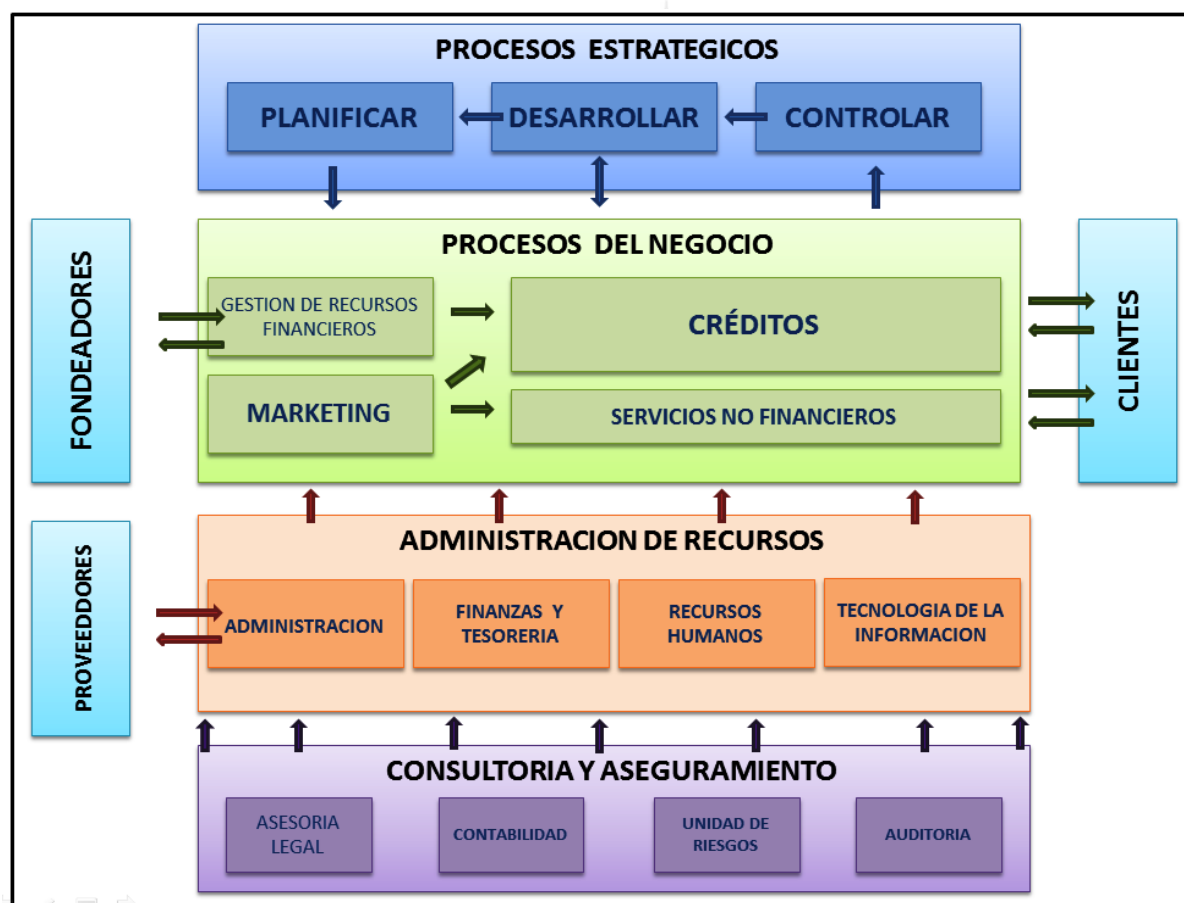 PROCESOS ESTRATEGICOS
PLANIFICAR
DESARROLLAR
CONTROLAR
FONDEADORES
PROCESOS DEL NEGOCIO
GESTION DE RECURSOS
FINANCIEROS
CRÉDITOS
MARKETING
SERVICIOS NO FINANCIEROS
CLIENTES
PROVEEDORES
ADMINISTRACION DE RECURSOS
ADMINISTRACION
FINANZAS Y
TESORERIA
RECURSOS
HUMANOS
TECNOLOGIA DE LA
INFORMACION
CONSULTORIA Y ASEGURAMIENTO
ASESORIA
LEGAL
CONTABILIDAD
UNIDAD DE
RIESGOS
AUDITORIA